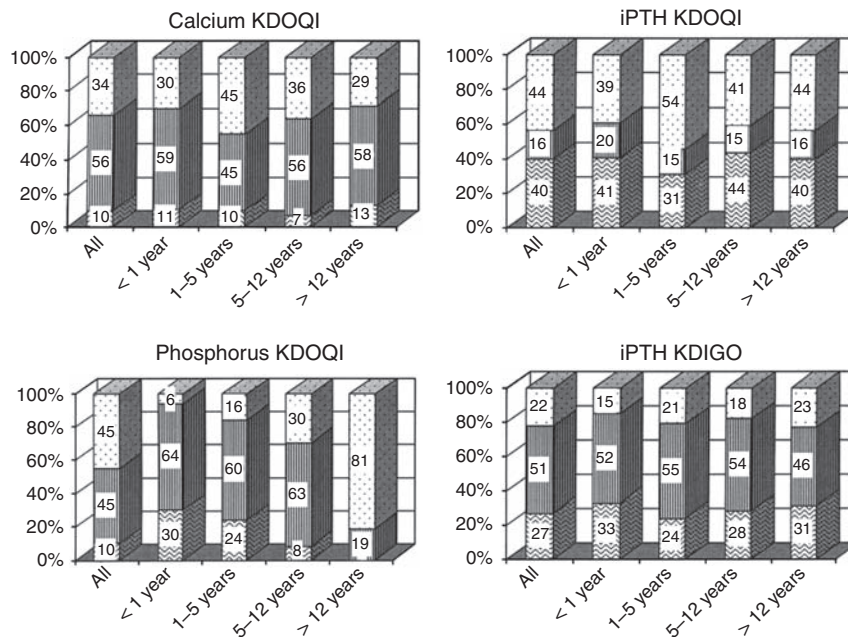 Calcium KDOQI
100%
80%
60%
40%
20%
0%
34 30 45 36 29
56 59 45 56 58
10 11 10 7 13
All < 1 year 1–5 years 5–12 years > 12 years
iPTH KDOQI
100%
80%
60%
40%
20%
0%
44 39 54 41 44
16 20 15 15 16
40 41 31 44 40
All < 1 year 1–5 years 5–12 years > 12 years
Phosphorus KDOQI
100%
80%
60%
40%
20%
0%
45 6 16 30 81
45 64 60 63 19
10 30 24 8
All < 1 year 1–5 years 5–12 years > 12 years
iPTH KDIGO
100%
80%
60%
40%
20%
0%
22 15 21 18 23
51 52 55 54 46
27 33 24 28 31
All < 1 year 1–5 years 5–12 years > 12 years